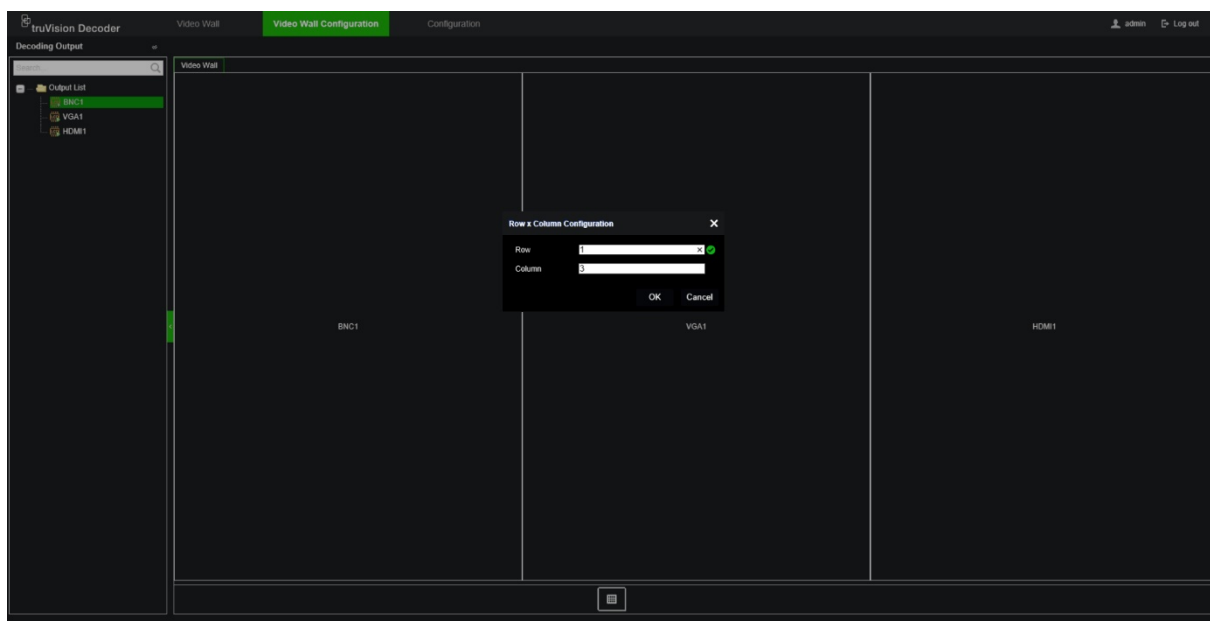 truVision Decoder
Video Wall
Video Wall Configuration
Configuration
admin
Log out
Decoding Output
Search...
Video Wall
Output List
BNC1
VGA1
HDMI1
Row x Column Configuration
Row 1
Column 3
OK Cancel
BNC1 VGA1 HDMI1